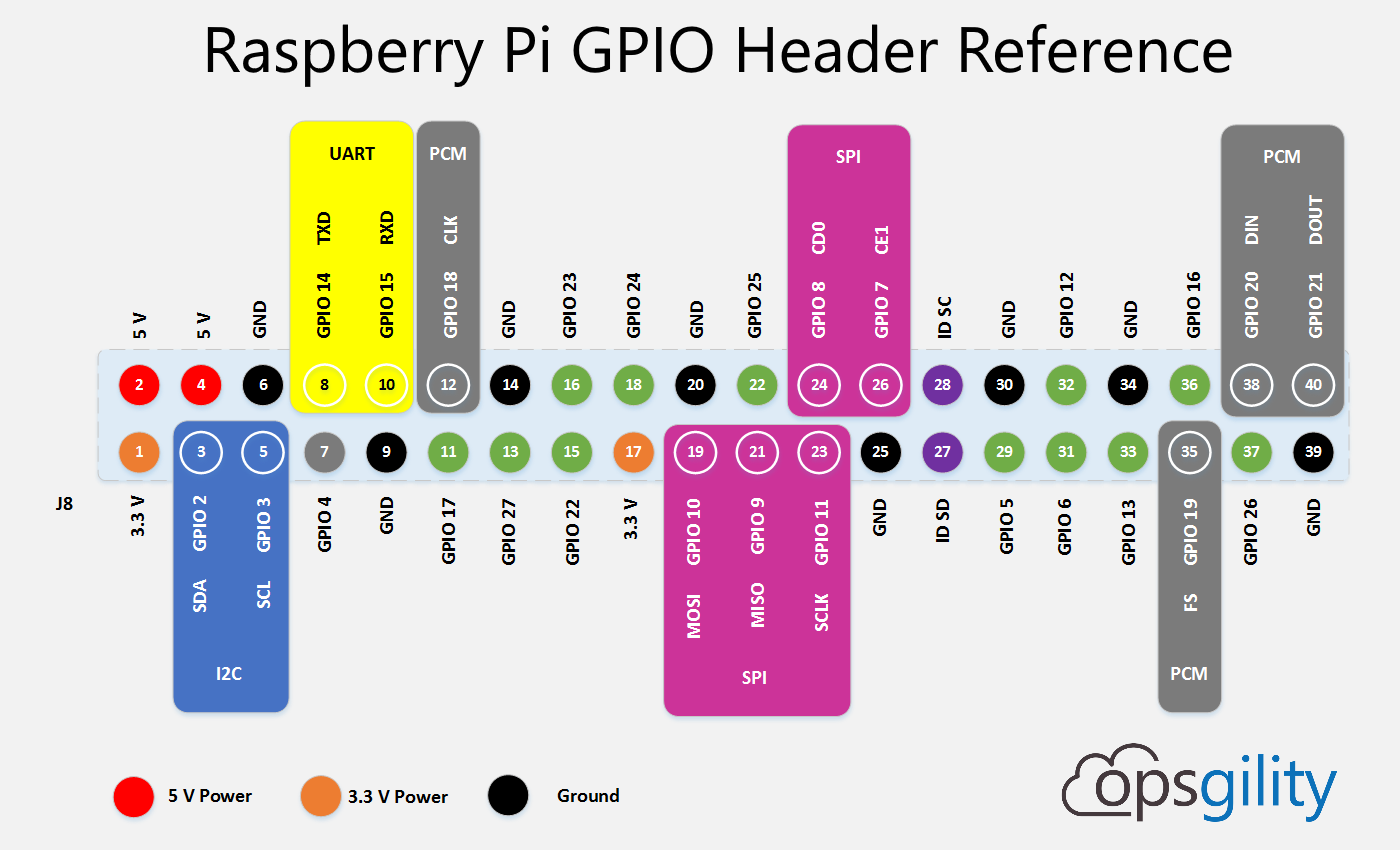 Raspberry Pi GPIO Header Reference
UART
PCM
SPI
PCM
TXD
RXD
CLK
CD0
CE1
DIN
DOUT
5 V
5 V
GND
GPIO 14
GPIO 15
GPIO 18
GND
GPIO 23
GPIO 24
GND
GPIO 25
GPIO 8
GPIO 7
ID SC
GND
GPIO 12
GND
GPIO 16
GPIO 20
GPIO 21
2 4 6 8 10 12 14 16 18 20 22 24 26 28 30 32 34 36 38 40
1 3 5 7 9 11 13 15 17 19 21 23 25 27 29 31 33 35 37 39
J8
3.3 V
GPIO 2
GPIO 3
GPIO 4
GND
GPIO 17
GPIO 27
GPIO 22
3.3 V
GPIO 10
GPIO 9
GPIO 11
GND
ID SD
GPIO 5
GPIO 6
GPIO 13
GPIO 19
GPIO 26
GND
SDA
SCL
MOSI
MISO
SCLK
FS
I2C
SPI
PCM
5 V Power
3.3 V Power
Ground
opsgility